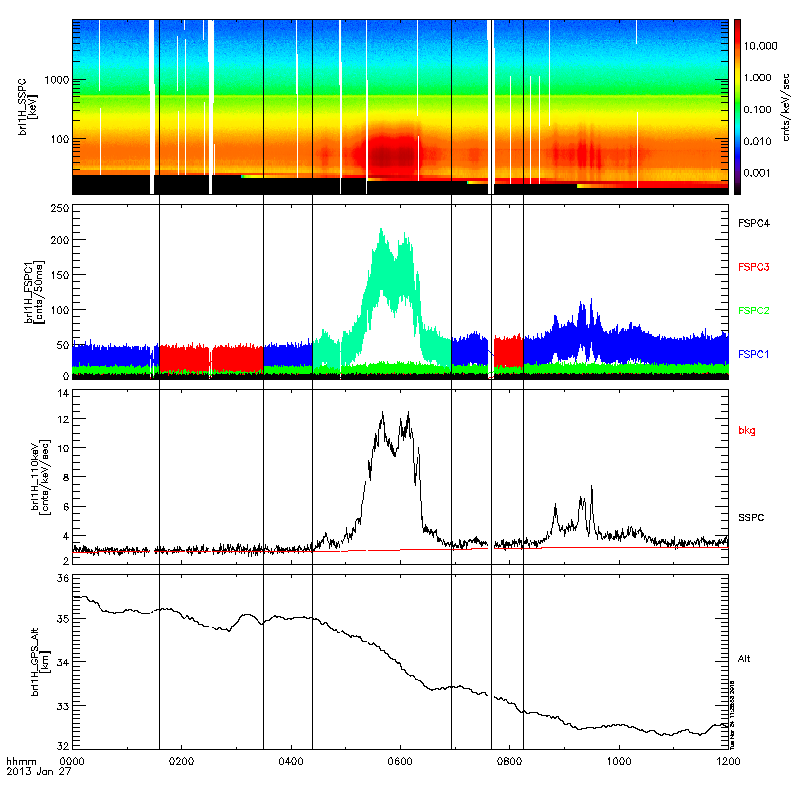 brl1H_SSPC
[keV]
1000
100
10.000
1.000
0.100
0.010
0.001
cnts/keV/sec
brl1H_FSPC1
[cnts/50ms]
250
200
150
100
50
0
FSPC4
FSPC3
FSPC2
FSPC1
brl1H_110keV
[cnts/keV/sec]
14
12
10
8
6
4
2
bkg
SSPC
brl1H_GPS_Alt
[km]
36
35
34
33
32
Alt
hhmm
2013 Jan 27
0000 0200 0400 0600 0800 1000 1200